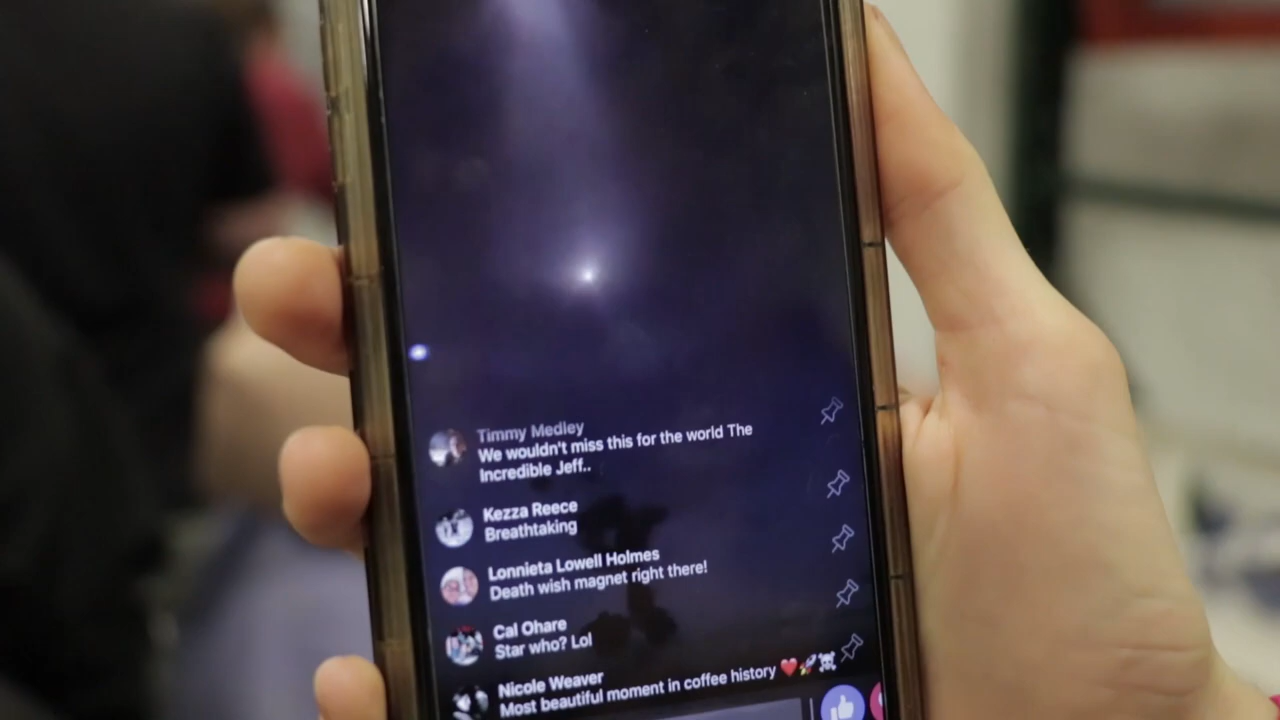 Timmy Medley
We wouldn't miss this for the world The
Incredible Jeff..
Kezza Reece
Breathtaking
Lonnieta Lowell Holmes
Death wish magnet right there!
Cal Ohare
Star who? Lol
Nicole Weaver
Most beautiful moment in coffee history ❤️🚀☠️